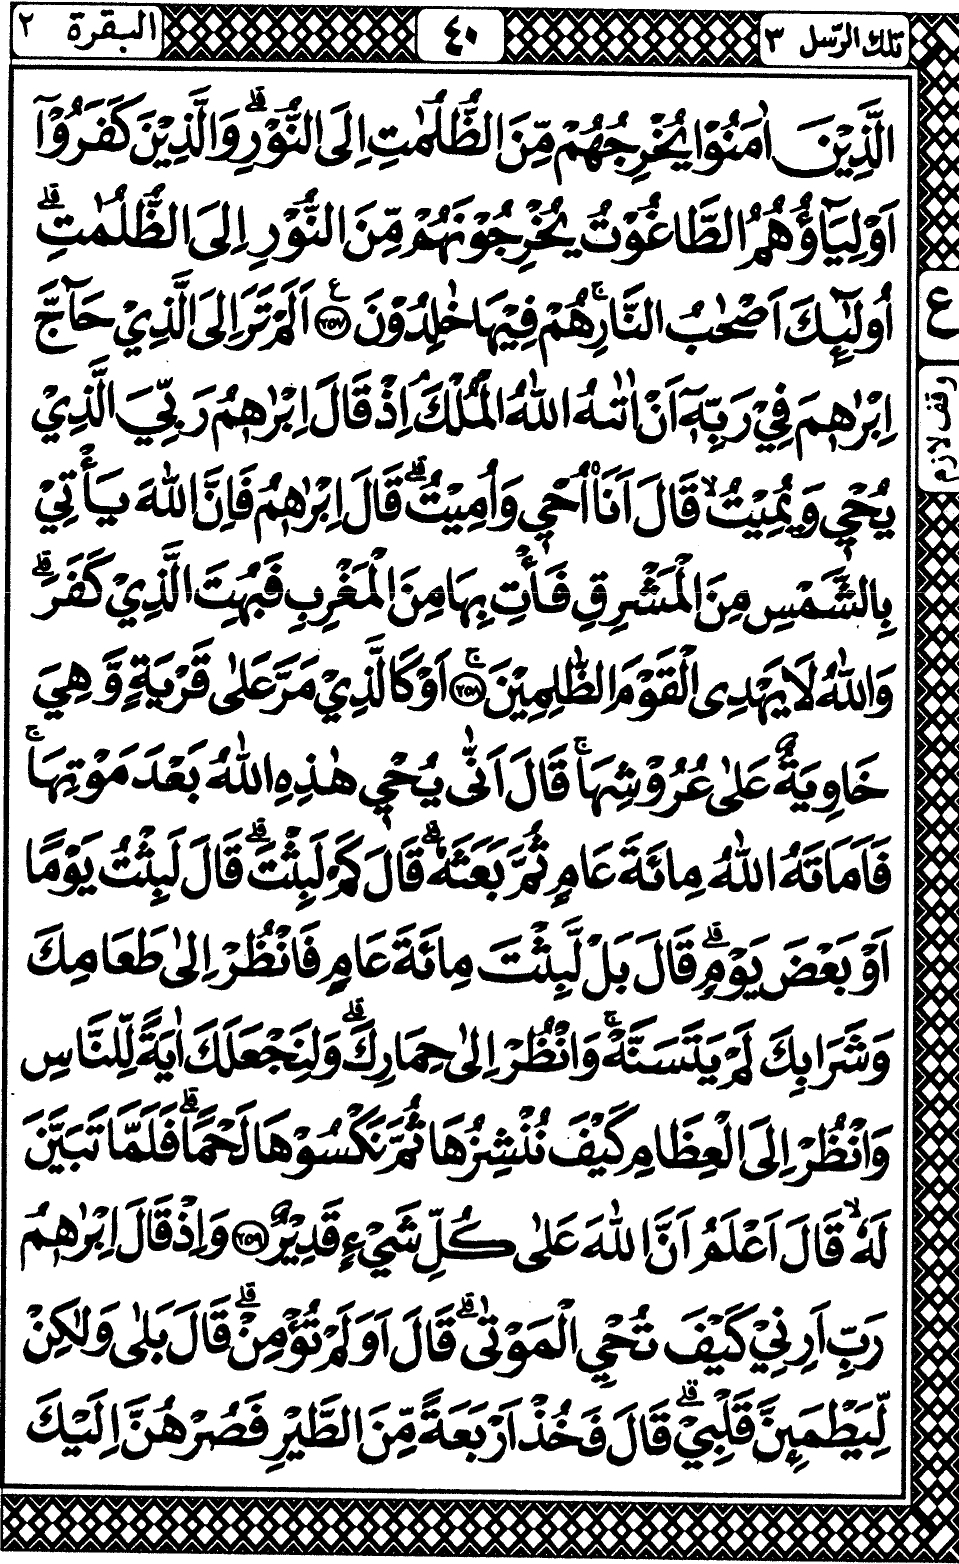 تلك الرسل ٣
٤٠
البقرة ٢
الَّذِيْنَ اٰمَنُوْا يُخْرِجُهُمْ مِّنَ الظُّلُمٰتِ اِلَى النُّوْرِ ۗ وَالَّذِيْنَ كَفَرُوْٓا
اَوْلِيَآؤُهُمُ الطَّاغُوْتُ يُخْرِجُوْنَهُمْ مِّنَ النُّوْرِ اِلَى الظُّلُمٰتِ ۗ
اُولٰٓئِكَ اَصْحٰبُ النَّارِ ۚ هُمْ فِيْهَا خٰلِدُوْنَ ﴿٢٥٧﴾ ع اَلَمْ تَرَ اِلَى الَّذِيْ حَآجَّ
ع
اِبْرٰهٖمَ فِيْ رَبِّهٖٓ اَنْ اٰتٰىهُ اللّٰهُ الْمُلْكَ ۘ اِذْ قَالَ اِبْرٰهٖمُ رَبِّيَ الَّذِيْ
وقف لازم
يُحْيٖ وَيُمِيْتُ ۙ قَالَ اَنَا۠ اُحْيٖ وَاُمِيْتُ ۗ قَالَ اِبْرٰهٖمُ فَاِنَّ اللّٰهَ يَأْتِيْ
بِالشَّمْسِ مِنَ الْمَشْرِقِ فَأْتِ بِهَا مِنَ الْمَغْرِبِ فَبُهِتَ الَّذِيْ كَفَرَ ۗ
وَاللّٰهُ لَا يَهْدِى الْقَوْمَ الظّٰلِمِيْنَ ﴿٢٥٨﴾ ۚ اَوْ كَالَّذِيْ مَرَّ عَلٰى قَرْيَةٍ وَّهِيَ
خَاوِيَةٌ عَلٰى عُرُوْشِهَا ۚ قَالَ اَنّٰى يُحْيٖ هٰذِهِ اللّٰهُ بَعْدَ مَوْتِهَا ۚ
فَاَمَاتَهُ اللّٰهُ مِائَةَ عَامٍ ثُمَّ بَعَثَهٗ ۗ قَالَ كَمْ لَبِثْتَ ۗ قَالَ لَبِثْتُ يَوْمًا
اَوْ بَعْضَ يَوْمٍ ۗ قَالَ بَلْ لَّبِثْتَ مِائَةَ عَامٍ فَانْظُرْ اِلٰى طَعَامِكَ
وَشَرَابِكَ لَمْ يَتَسَنَّهْ ۚ وَانْظُرْ اِلٰى حِمَارِكَ ۗ وَلِنَجْعَلَكَ اٰيَةً لِّلنَّاسِ
وَانْظُرْ اِلَى الْعِظَامِ كَيْفَ نُنْشِزُهَا ثُمَّ نَكْسُوْهَا لَحْمًا ۗ فَلَمَّا تَبَيَّنَ
لَهٗ ۙ قَالَ اَعْلَمُ اَنَّ اللّٰهَ عَلٰى كُلِّ شَيْءٍ قَدِيْرٌ ﴿٢٥٩﴾ وَاِذْ قَالَ اِبْرٰهٖمُ
رَبِّ اَرِنِيْ كَيْفَ تُحْيِ الْمَوْتٰى ۗ قَالَ اَوَلَمْ تُؤْمِنْ ۗ قَالَ بَلٰى وَلٰكِنْ
لِّيَطْمَئِنَّ قَلْبِيْ ۗ قَالَ فَخُذْ اَرْبَعَةً مِّنَ الطَّيْرِ فَصُرْهُنَّ اِلَيْكَ